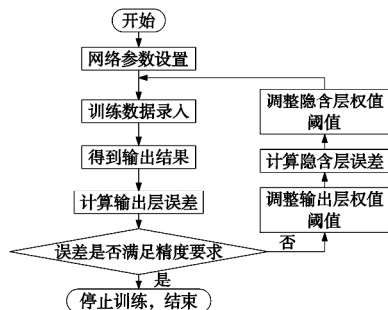 开始
网络参数设置
训练数据录入
得到输出结果
计算输出层误差
误差是否满足精度要求
是
停止训练，结束
否
调整输出层权值
阈值
计算隐含层误差
调整隐含层权值
阈值